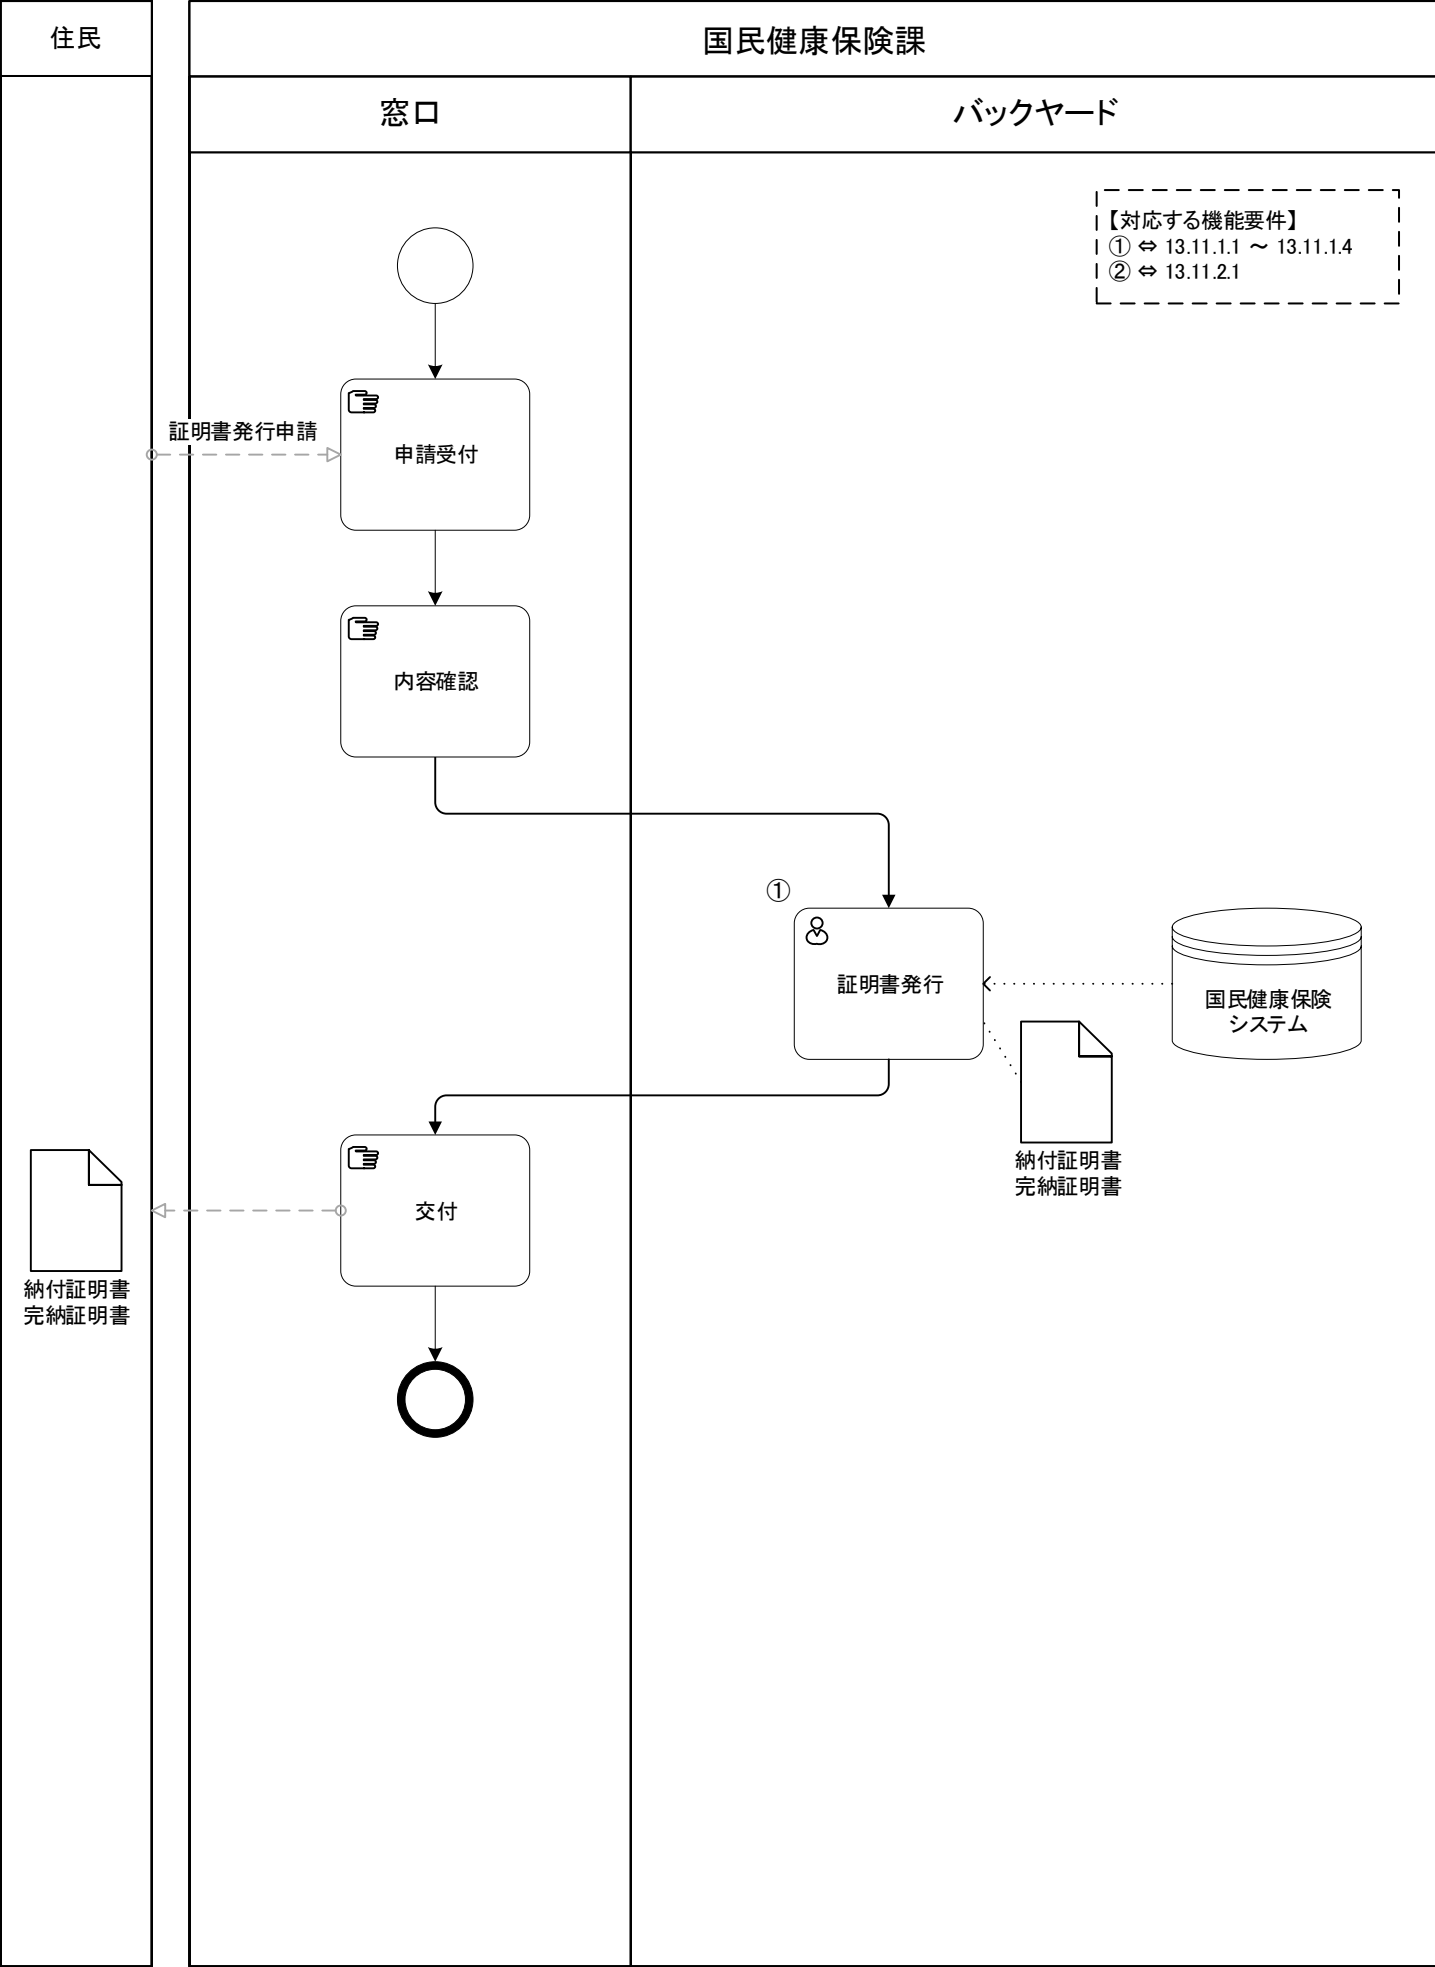 住民
国民健康保険課
窓口
バックヤード
【対応する機能要件】
① ⇔ 13.11.1.1 ～ 13.11.1.4
② ⇔ 13.11.2.1
証明書発行申請
申請受付
内容確認
①
証明書発行
国民健康保険
システム
納付証明書
完納証明書
交付
納付証明書
完納証明書